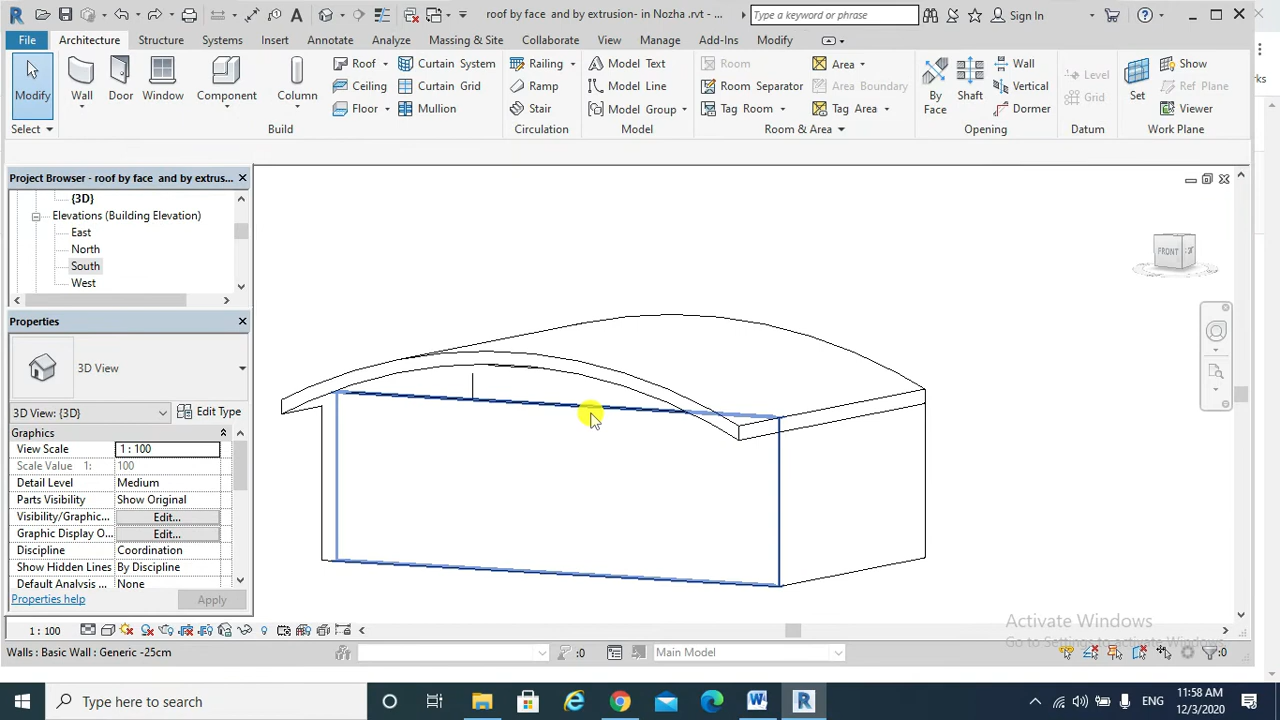 roof by face and by extrusion- in Nozha .rvt - ...
Type a keyword or phrase
Sign In
File
Architecture
Structure
Systems
Insert
Annotate
Analyze
Massing & Site
Collaborate
View
Manage
Add-Ins
Modify
Modify
Wall
Door
Window
Component
Column
Roof
Ceiling
Floor
Curtain System
Curtain Grid
Mullion
Railing
Ramp
Stair
Model Text
Model Line
Model Group
Room
Room Separator
Tag Room
Area
Area Boundary
Tag Area
By Face
Shaft
Wall
Vertical
Dormer
Level
Grid
Set
Show
Ref Plane
Viewer
Select
Build
Circulation
Model
Room & Area
Opening
Datum
Work Plane
Project Browser - roof by face and by extrus...
{3D}
Elevations (Building Elevation)
East
North
South
West
Properties
3D View
3D View: {3D}
Edit Type
Graphics
View Scale
1 : 100
Scale Value 1:
100
Detail Level
Medium
Parts Visibility
Show Original
Visibility/Graphic...
Edit...
Graphic Display O...
Edit...
Discipline
Coordination
Show Hidden Lines
By Discipline
Default Analysis ...
None
Properties help
Apply
FRONT
Activate Windows
Go to Settings to activate Windows.
1 : 100
Walls : Basic Wall : Generic -25cm
:0
Main Model
:0
Type here to search
ENG
11:58 AM
12/3/2020